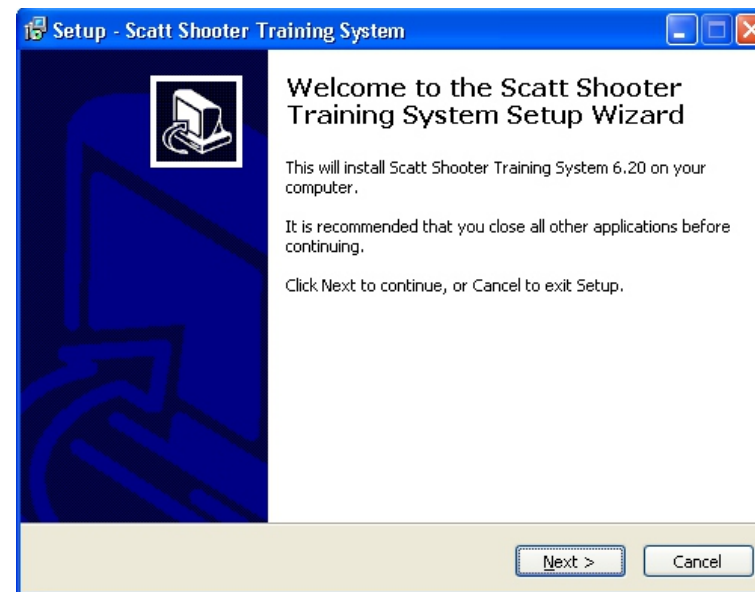 Setup - Scatt Shooter Training System
Welcome to the Scatt Shooter
Training System Setup Wizard
This will install Scatt Shooter Training System 6.20 on your
computer.
It is recommended that you close all other applications before
continuing.
Click Next to continue, or Cancel to exit Setup.
Next >
Cancel